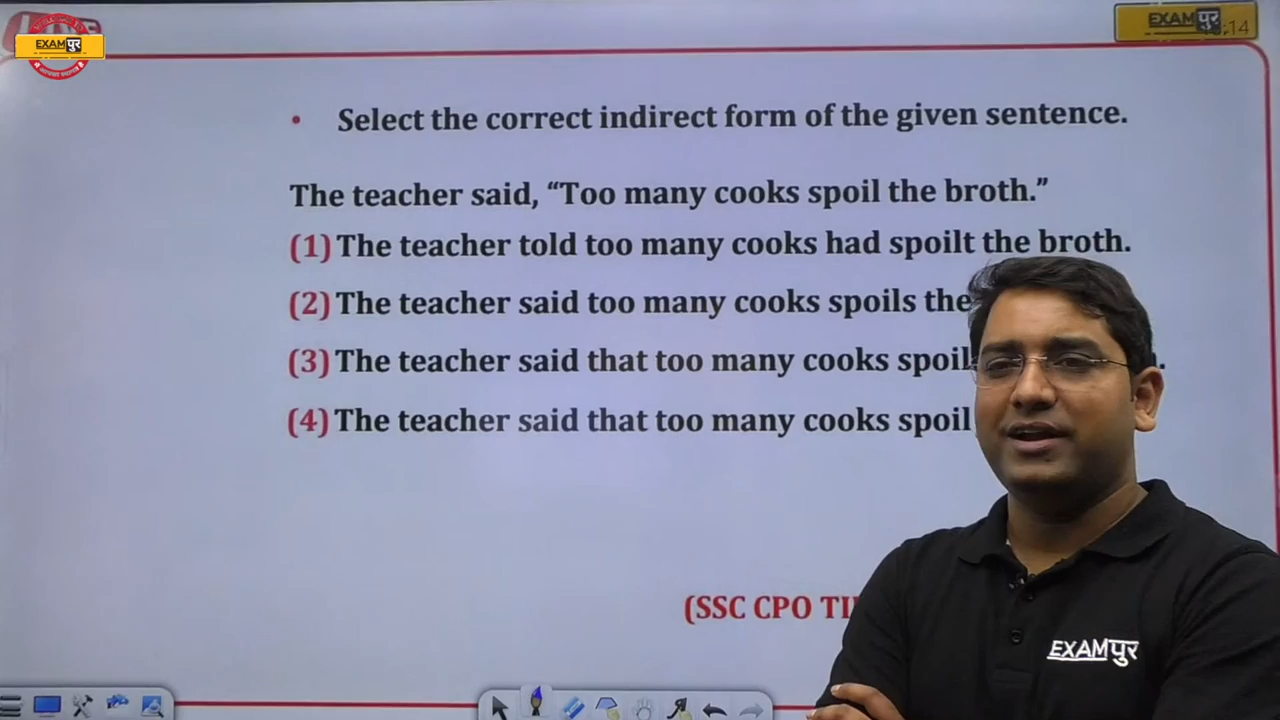 EXAMपुर
EXAMपुर
:14
• Select the correct indirect form of the given sentence.
The teacher said, “Too many cooks spoil the broth.”
(1) The teacher told too many cooks had spoilt the broth.
(2) The teacher said too many cooks spoils the
(3) The teacher said that too many cooks spoil
(4) The teacher said that too many cooks spoil
(SSC CPO
EXAMपुर